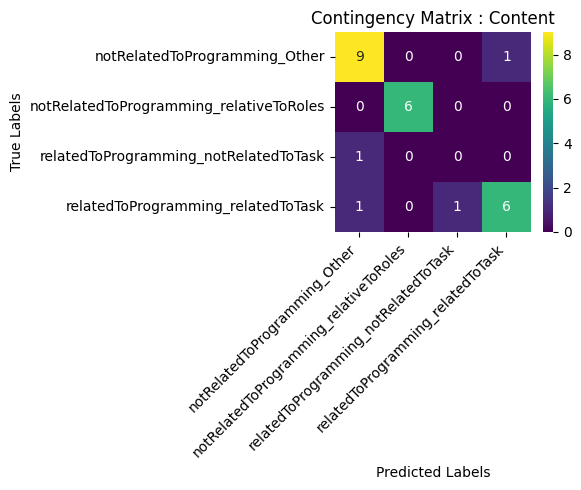 Contingency Matrix : Content
True Labels
notRelatedToProgramming_Other 9 0 0 1
notRelatedToProgramming_relativeToRoles 0 6 0 0
relatedToProgramming_notRelatedToTask 1 0 0 0
relatedToProgramming_relatedToTask 1 0 1 6
8
6
4
2
0
notRelatedToProgramming_Other
notRelatedToProgramming_relativeToRoles
relatedToProgramming_notRelatedToTask
relatedToProgramming_relatedToTask
Predicted Labels